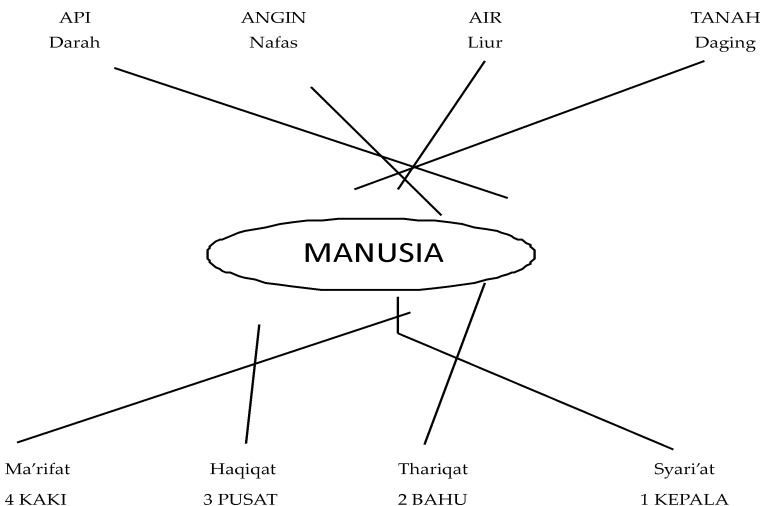 API ANGIN AIR TANAH
Darah Nafas Liur Daging
MANUSIA
Ma’rifat Haqiqat Thariqat Syari’at
4 KAKI 3 PUSAT 2 BAHU 1 KEPALA